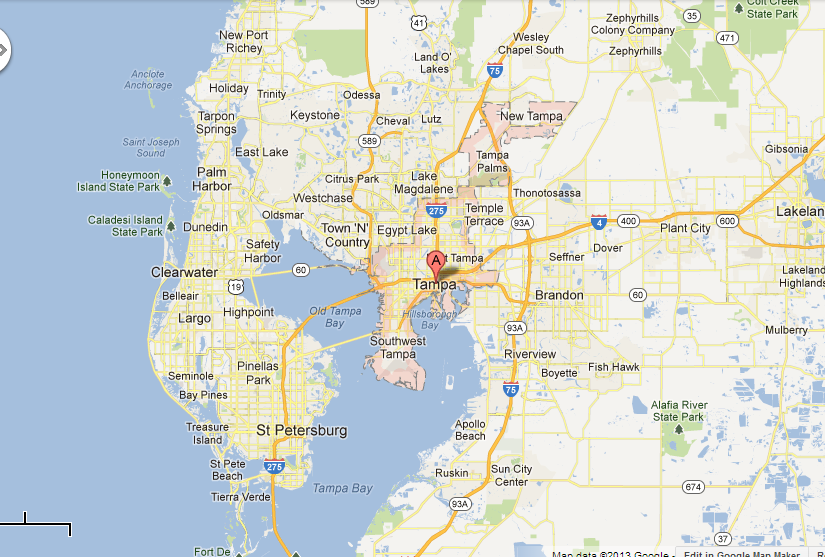 589
41
35
Colt Creek
State Park
New Port
Richey
Wesley
Chapel South
Zephyrhills
Colony Company
471
Zephyrhills
Land O'
Lakes
75
Anclote
Anchorage
Holiday
Trinity
Odessa
Keystone
Cheval
Lutz
New Tampa
Tarpon
Springs
589
Gibsonia
Saint Joseph
Sound
East Lake
Tampa
Palms
Honeymoon
Island State Park
Palm
Harbor
Citrus Park
Lake
Magdalene
Thonotosassa
Westchase
275
Temple
Terrace
Caladesi Island
State Park
Dunedin
Oldsmar
Town 'N'
Country
Egypt Lake
93A
4
400
600
Lakeland
Plant City
Safety
Harbor
A
t Tampa
Seffner
Dover
Clearwater
60
Lakeland
Highlands
Tampa
Belleair
19
Brandon
60
Largo
Highpoint
Old Tampa
Bay
Hillsborough
Bay
93A
Mulberry
Southwest
Tampa
Riverview
Pinellas
Park
Boyette
Fish Hawk
Seminole
75
Bay Pines
Alafia River
State Park
Treasure
Island
St Petersburg
Apollo
Beach
St Pete
Beach
275
Ruskin
Sun City
Center
Tierra Verde
Tampa Bay
674
93A
37
Fort De
Map data ©2013 Google
Edit in Google Map Maker